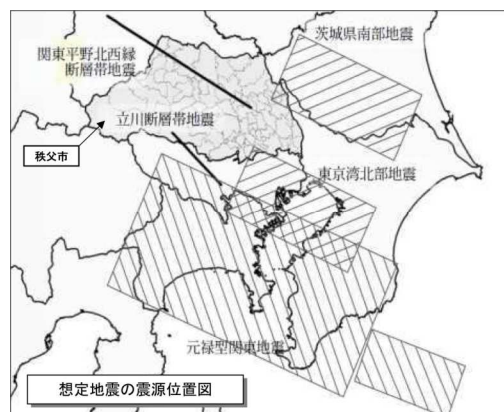 茨城県南部地震
関東平野北西縁
断層帯地震
立川断層帯地震
秩父市
東京湾北部地震
元禄型関東地震
想定地震の震源位置図